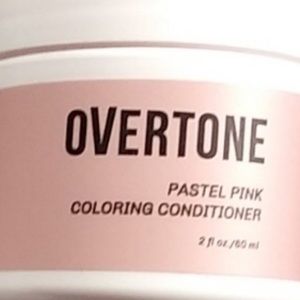 OVERTONE
PASTEL PINK
COLORING CONDITIONER
2 fl oz./60 ml